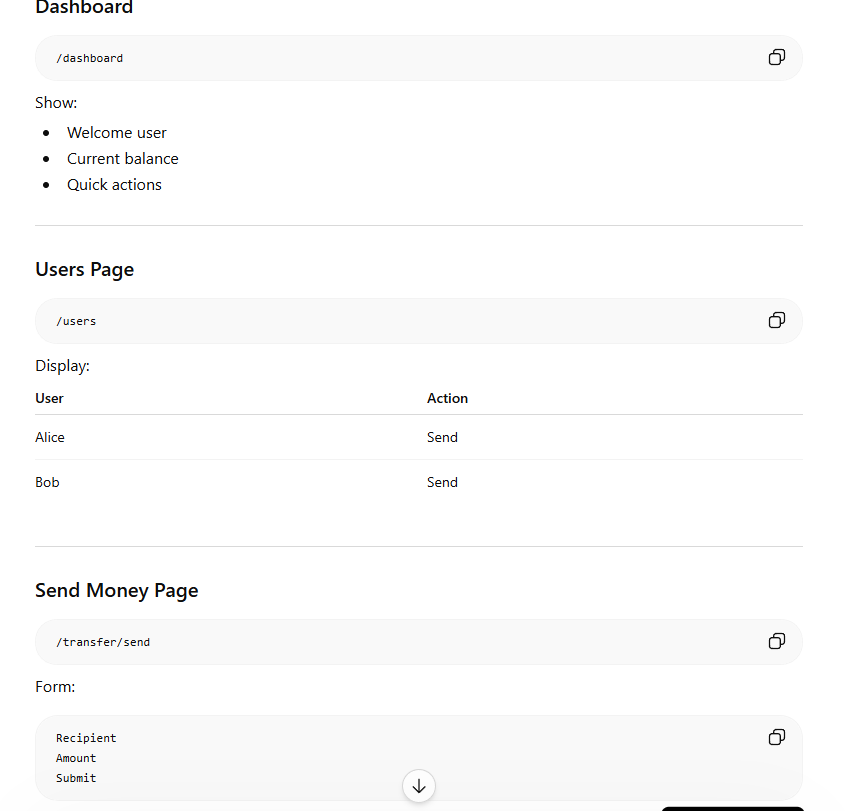 Dashboard
/dashboard
Show:
Welcome user
Current balance
Quick actions
Users Page
/users
Display:
User Action
Alice Send
Bob Send
Send Money Page
/transfer/send
Form:
Recipient
Amount
Submit